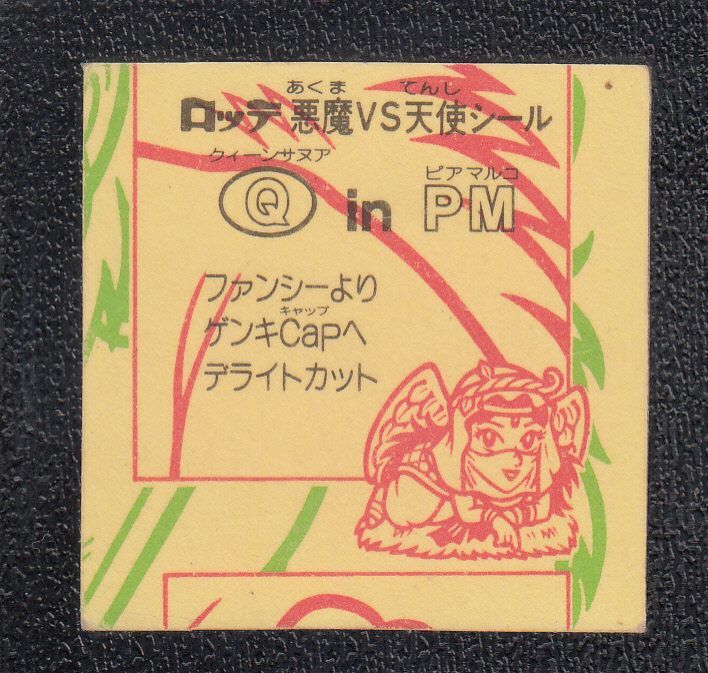 あくま てんし
ロッテ 悪魔VS天使シール
クィーンサヌア ピアマルコ
Q in PM
ファンシーより
キャップ
ゲンキCapへ
デライトカット